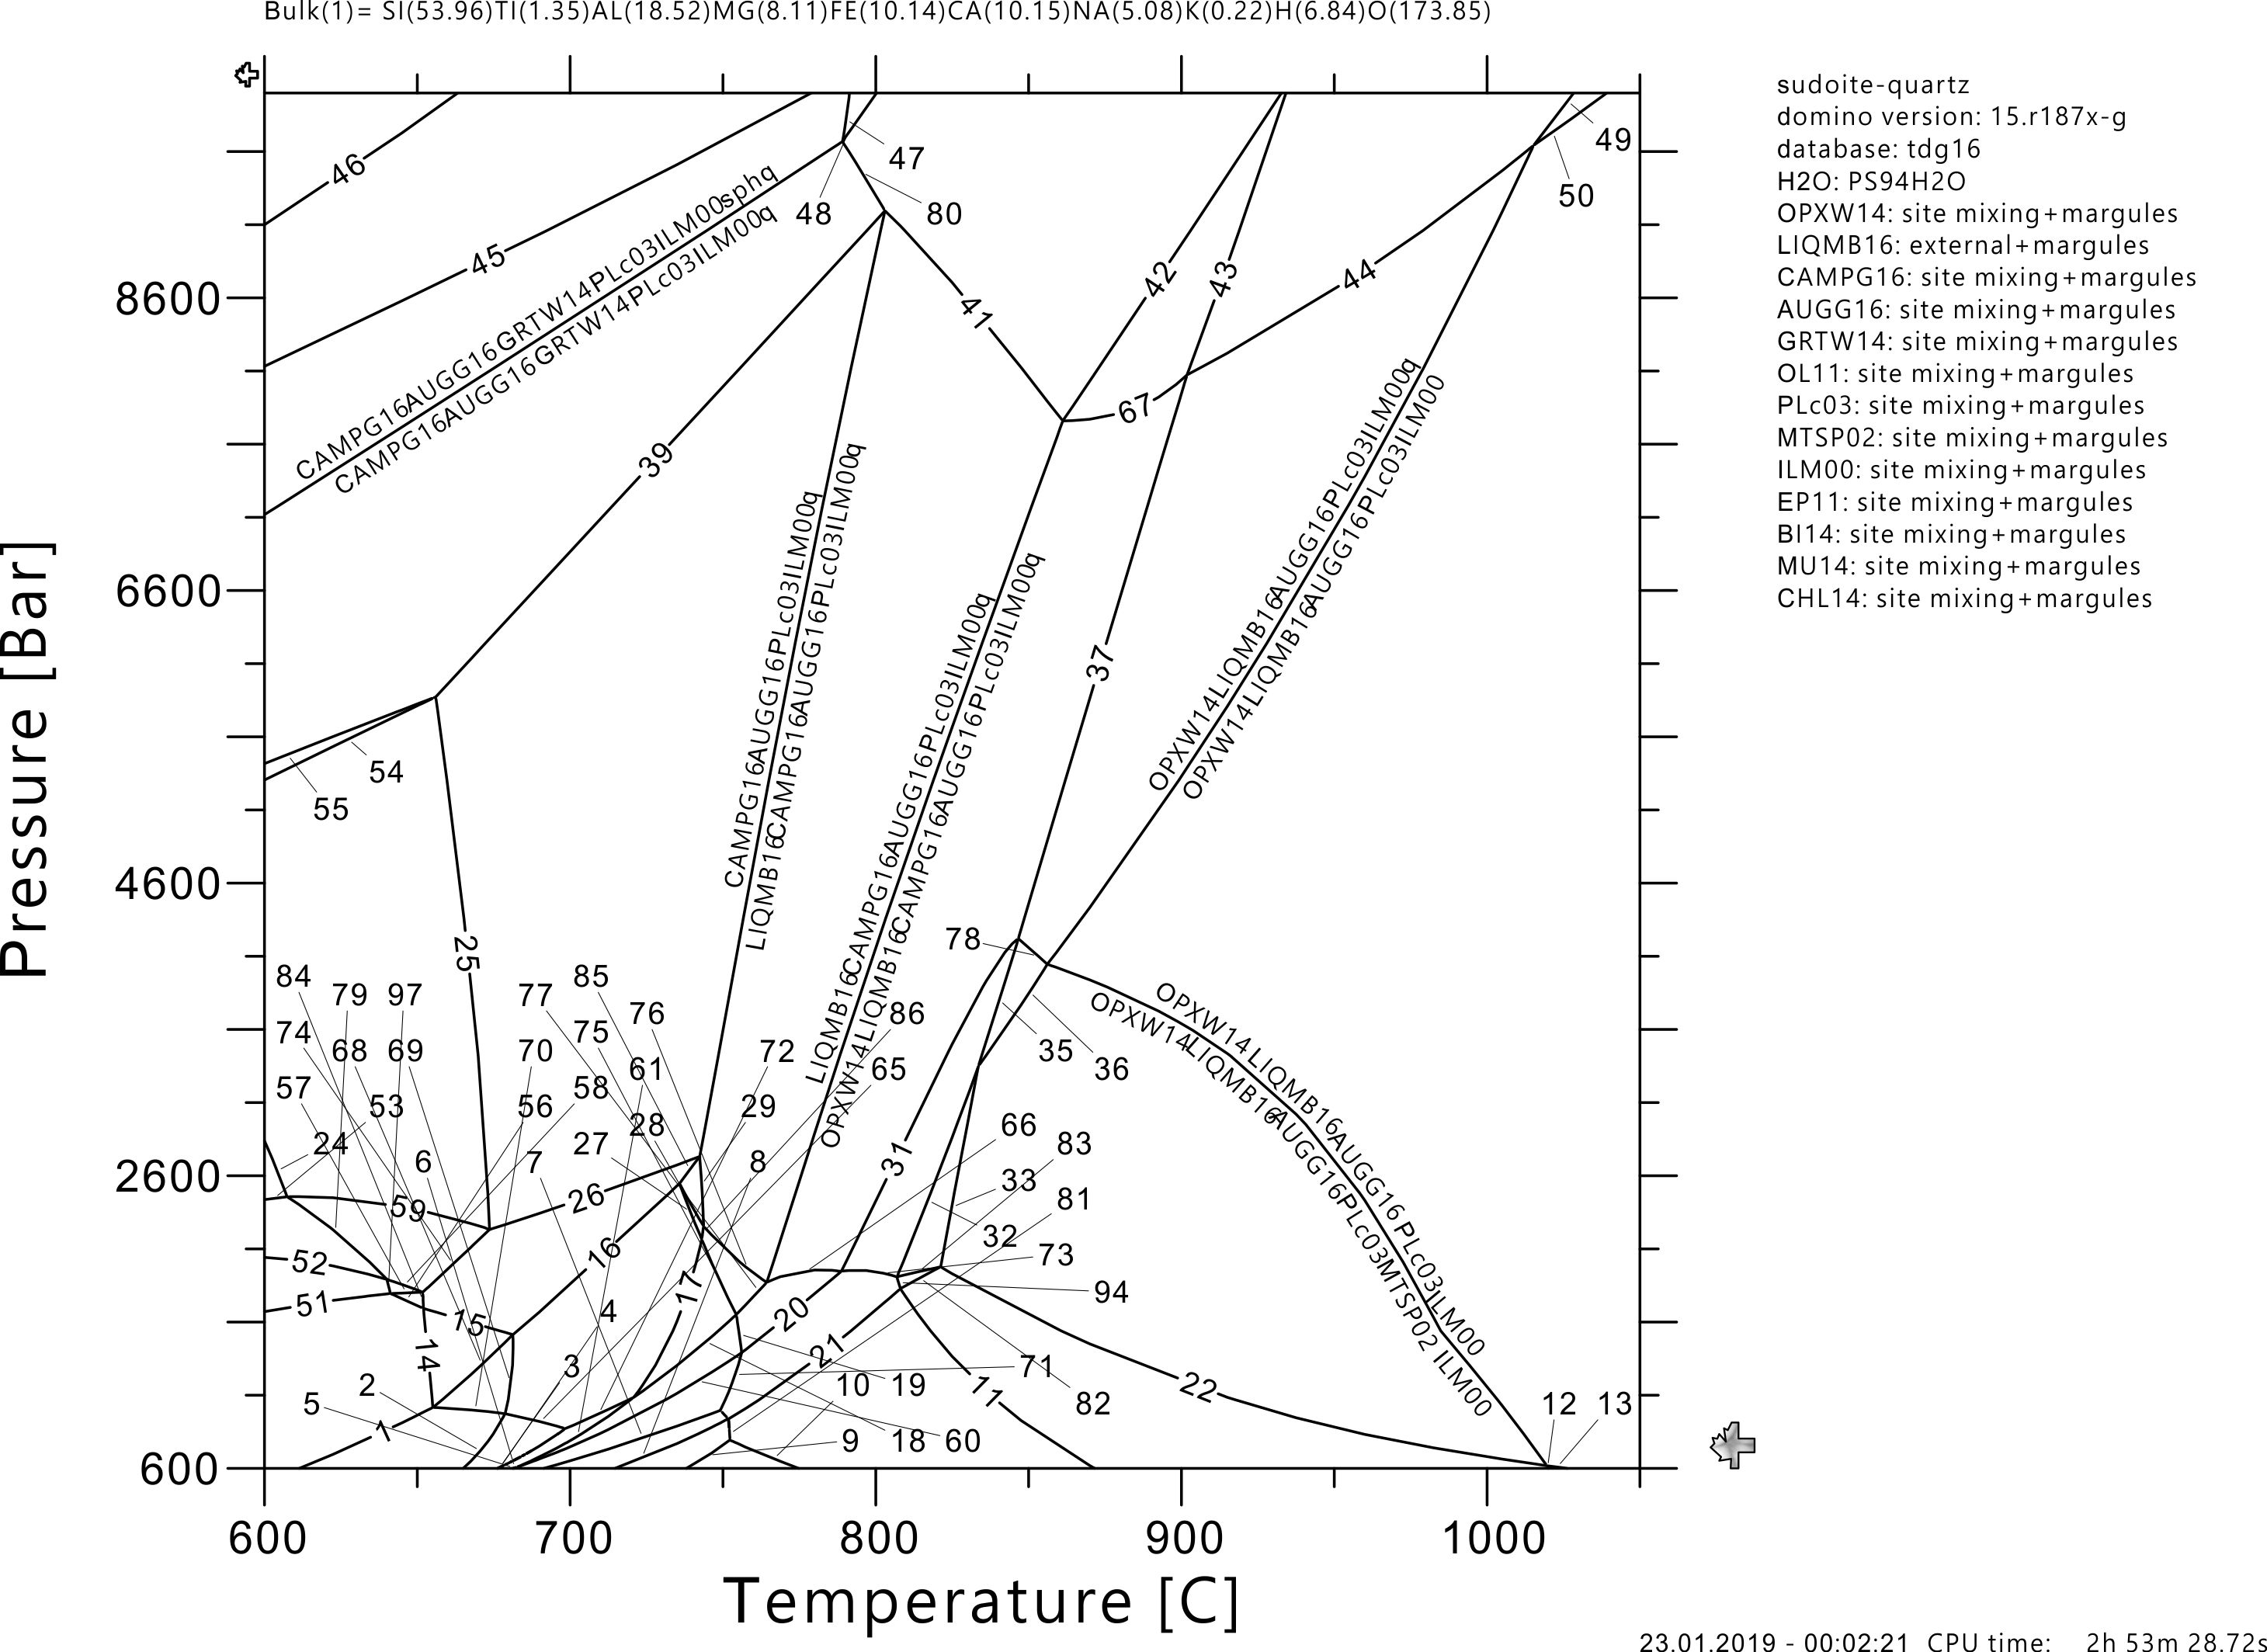 Bulk(1)= SI(53.96)TI(1.35)AL(18.52)MG(8.11)FE(10.14)CA(10.15)NA(5.08)K(0.22)H(6.84)O(173.85)
sudoite-quartz
domino version: 15.r187x-g
database: tdg16
H2O: PS94H2O
OPXW14: site mixing+margules
LIQMB16: external+margules
CAMPG16: site mixing+margules
AUGG16: site mixing+margules
GRTW14: site mixing+margules
OL11: site mixing+margules
PLc03: site mixing+margules
MTSP02: site mixing+margules
ILM00: site mixing+margules
EP11: site mixing+margules
BI14: site mixing+margules
MU14: site mixing+margules
CHL14: site mixing+margules
Pressure [Bar]
8600
6600
4600
2600
600
46
45
47
48
80
49
50
42
43
44
41
67
39
37
54
55
25
78
35
36
CAMPG16AUGG16GRTW14PLc03ILM00sphq
CAMPG16AUGG16GRTW14PLc03ILM00q
CAMPG16AUGG16PLc03ILM00q
LIQMB16CAMPG16AUGG16PLc03ILM00q
LIQMB16CAMPG16AUGG16PLc03ILM00q
OPXW14LIQMB16CAMPG16AUGG16PLc03ILM00q
OPXW14LIQMB16AUGG16PLc03ILM00q
OPXW14LIQMB16AUGG16PLc03ILM00
OPXW14LIQMB16AUGG16PLc03ILM00
OPXW14LIQMB16AUGG16PLc03MTSP02 ILM00
84
79
97
77
85
76
86
74
68
69
70
75
61
72
65
57
53
56
58
28
29
66
24
6
7
27
8
83
31
33
59
26
32
81
52
16
73
51
15
17
4
20
94
14
3
21
71
2
10
19
11
82
22
5
1
9
18
60
12
13
600
700
800
900
1000
Temperature [C]
23.01.2019 - 00:02:21 CPU time: 2h 53m 28.72s